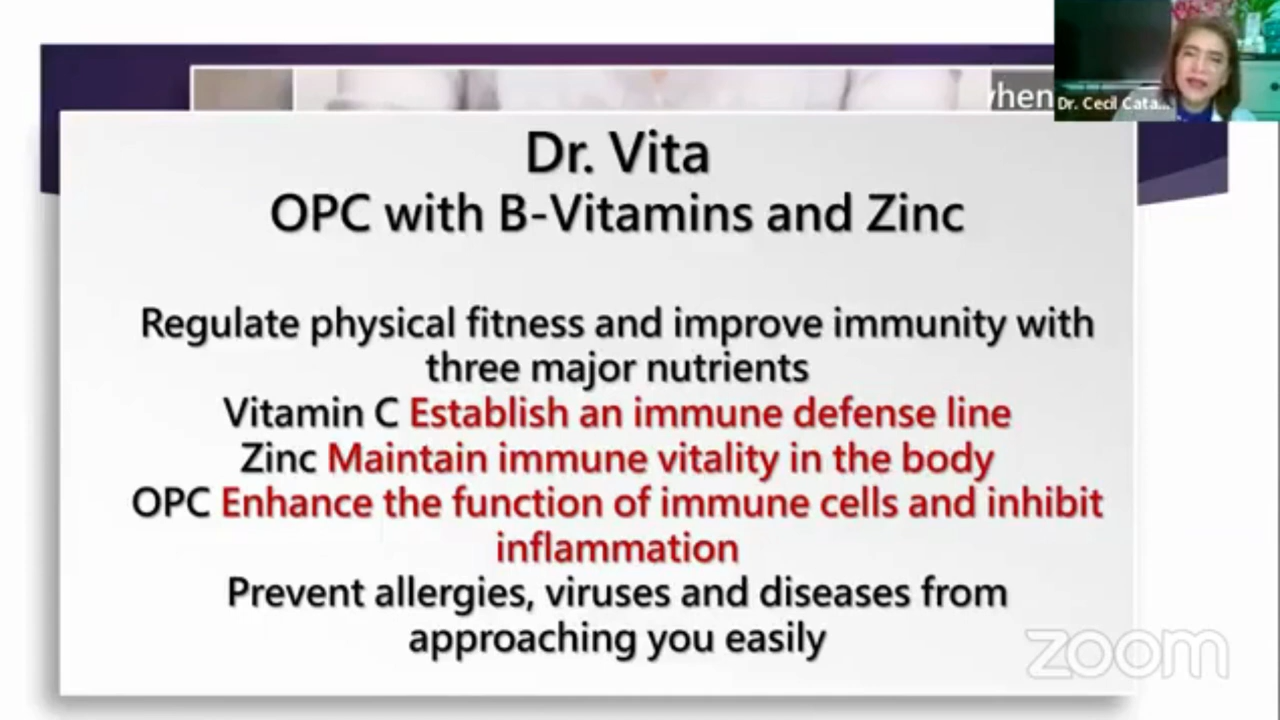 Dr. Cecil Cata...
Dr. Vita
OPC with B-Vitamins and Zinc
Regulate physical fitness and improve immunity with
three major nutrients
Vitamin C Establish an immune defense line
Zinc Maintain immune vitality in the body
OPC Enhance the function of immune cells and inhibit
inflammation
Prevent allergies, viruses and diseases from
approaching you easily
zoom